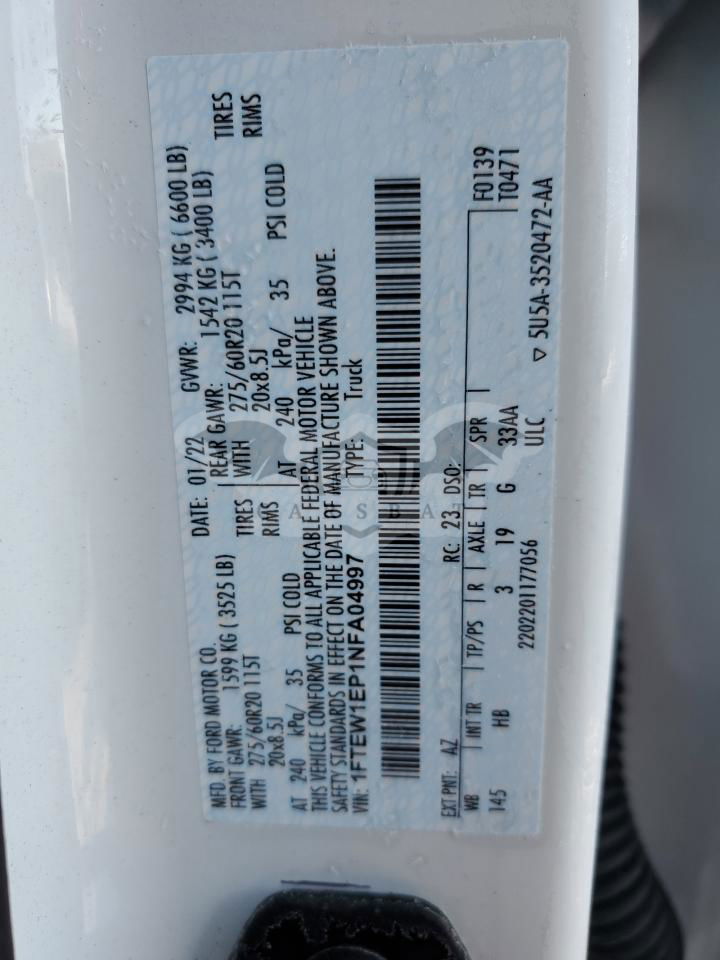 MFD. BY FORD MOTOR CO. DATE: 01/22 GVWR: 2994 KG ( 6600 LB)
FRONT GAWR: 1599 KG ( 3525 LB) REAR GAWR: 1542 KG ( 3400 LB)
WITH 275/60R20 115T TIRES WITH 275/60R20 115T TIRES
20x8.5J RIMS 20x8.5J RIMS
AT 240 kPa/ 35 PSI COLD AT 240 kPa/ 35 PSI COLD
THIS VEHICLE CONFORMS TO ALL APPLICABLE FEDERAL MOTOR VEHICLE
SAFETY STANDARDS IN EFFECT ON THE DATE OF MANUFACTURE SHOWN ABOVE.
VIN: 1FTEW1EP1NFA04997 TYPE: Truck
EXT PNT: AZ RC: 23 DSO: F0139
WB INT TR TP/PS R AXLE TR SPR T0471
145 HB 3 19 G 33AA
2202201177056 ULC
▽ 5U5A-3520472-AA